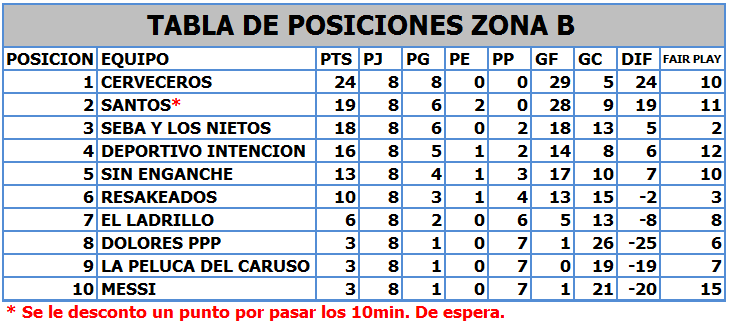 TABLA DE POSICIONES ZONA B
POSICION EQUIPO PTS PJ PG PE PP GF GC DIF FAIR PLAY
1 CERVECEROS 24 8 8 0 0 29 5 24 10
2 SANTOS* 19 8 6 2 0 28 9 19 11
3 SEBA Y LOS NIETOS 18 8 6 0 2 18 13 5 2
4 DEPORTIVO INTENCION 16 8 5 1 2 14 8 6 12
5 SIN ENGANCHE 13 8 4 1 3 17 10 7 10
6 RESAKEADOS 10 8 3 1 4 13 15 -2 3
7 EL LADRILLO 6 8 2 0 6 5 13 -8 8
8 DOLORES PPP 3 8 1 0 7 1 26 -25 6
9 LA PELUCA DEL CARUSO 3 8 1 0 7 0 19 -19 7
10 MESSI 3 8 1 0 7 1 21 -20 15
* Se le desconto un punto por pasar los 10min. De espera.